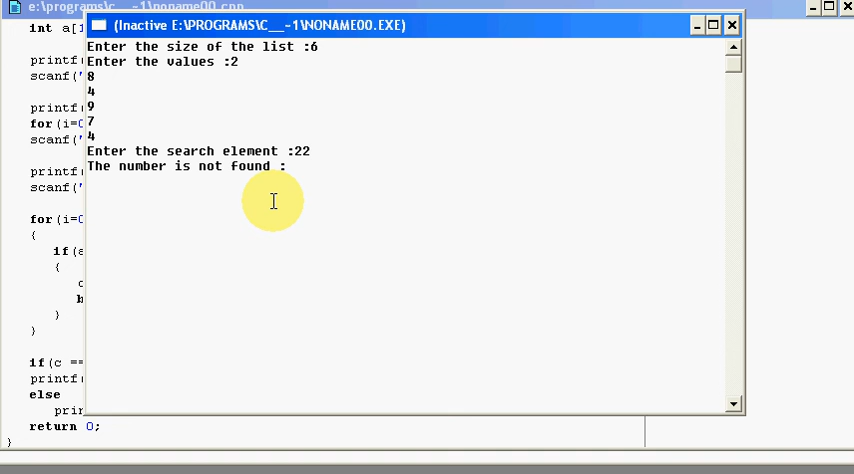 e:\programs\c__-1\noname00.cpp
(Inactive E:\PROGRAMS\C__-1\NONAME00.EXE)
int a[1
Enter the size of the list :6
Enter the values :2
8
4
9
7
4
Enter the search element :22
The number is not found :
printf(
scanf("
printf(
for(i=0
scanf("
printf(
scanf("
for(i=0
{
if(a
{
c
b
}
}
if(c ==
printf(
else
prin
return 0;
}